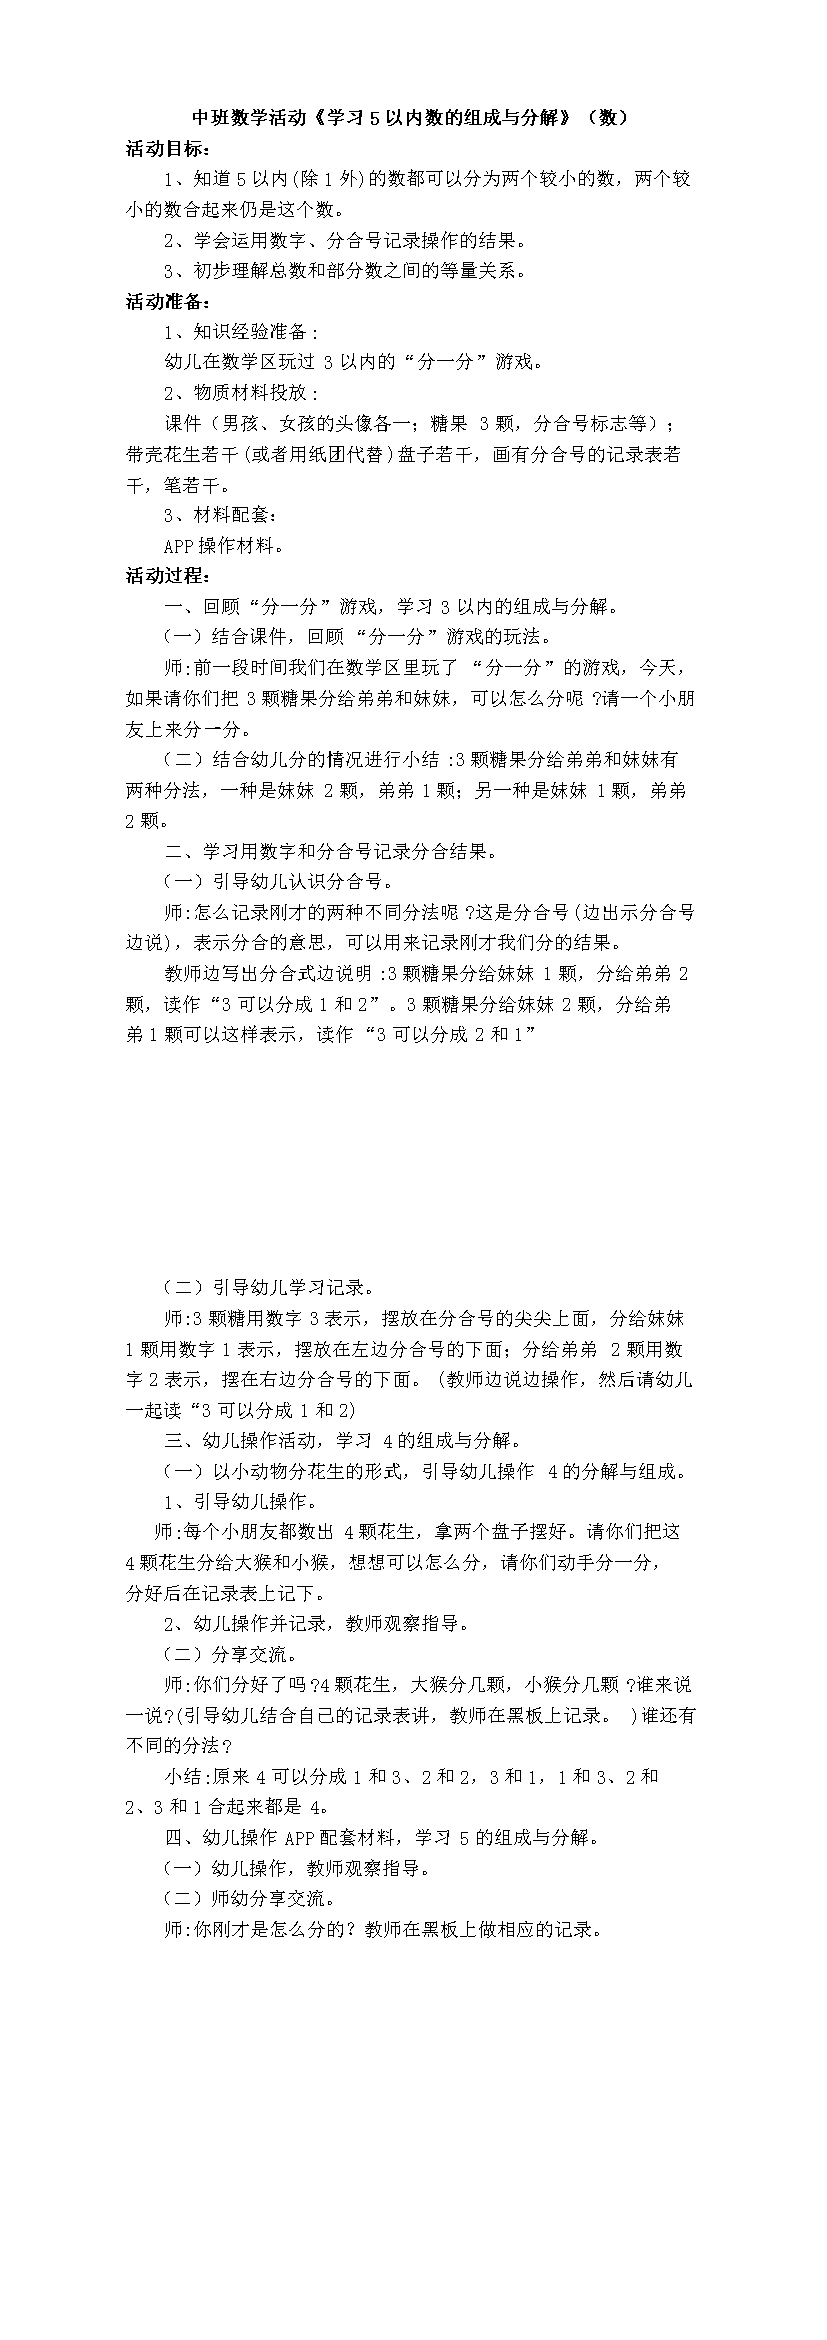 中班数学活动《学习5以内数的组成与分解》（数）
活动目标：
1、知道5以内(除1外)的数都可以分为两个较小的数，两个较
小的数合起来仍是这个数。
2、学会运用数字、分合号记录操作的结果。
3、初步理解总数和部分数之间的等量关系。
活动准备：
1、知识经验准备：
幼儿在数学区玩过 3以内的“分一分”游戏。
2、物质材料投放：
课件（男孩、女孩的头像各一；糖果 3颗，分合号标志等）；
带壳花生若干(或者用纸团代替)盘子若干，画有分合号的记录表若
干，笔若干。
3、材料配套：
APP操作材料。
活动过程：
一、回顾“分一分”游戏，学习3以内的组成与分解。
（一）结合课件，回顾 “分一分”游戏的玩法。
师:前一段时间我们在数学区里玩了 “分一分”的游戏，今天，
如果请你们把 3颗糖果分给弟弟和妹妹，可以怎么分呢 ?请一个小朋
友上来分一分。
（二）结合幼儿分的情况进行小结 :3颗糖果分给弟弟和妹妹有
两种分法，一种是妹妹 2颗，弟弟 1颗；另一种是妹妹 1颗，弟弟
2颗。
二、学习用数字和分合号记录分合结果。
（一）引导幼儿认识分合号。
师:怎么记录刚才的两种不同分法呢 ?这是分合号(边出示分合号
边说)，表示分合的意思，可以用来记录刚才我们分的结果。
教师边写出分合式边说明 :3颗糖果分给妹妹 1颗，分给弟弟 2
颗，读作“3可以分成1和2”。3颗糖果分给妹妹 2颗，分给弟
弟1颗可以这样表示，读作 “3可以分成 2和1”
（二）引导幼儿学习记录。
师:3颗糖用数字 3表示，摆放在分合号的尖尖上面，分给妹妹
1颗用数字1表示，摆放在左边分合号的下面；分给弟弟 2颗用数
字2表示，摆在右边分合号的下面。(教师边说边操作，然后请幼儿
一起读“3可以分成 1和2)
三、幼儿操作活动，学习 4的组成与分解。
（一）以小动物分花生的形式，引导幼儿操作 4的分解与组成。
1、引导幼儿操作。
师:每个小朋友都数出 4颗花生，拿两个盘子摆好。请你们把这
4颗花生分给大猴和小猴，想想可以怎么分，请你们动手分一分，
分好后在记录表上记下。
2、幼儿操作并记录，教师观察指导。
（二）分享交流。
师:你们分好了吗?4颗花生，大猴分几颗，小猴分几颗 ?谁来说
一说?(引导幼儿结合自己的记录表讲，教师在黑板上记录。 )谁还有
不同的分法?
小结:原来4可以分成1和3、2和2，3和1，1和3、2和
2、3和1合起来都是 4。
四、幼儿操作 APP配套材料，学习 5的组成与分解。
（一）幼儿操作，教师观察指导。
（二）师幼分享交流。
师:你刚才是怎么分的? 教师在黑板上做相应的记录。